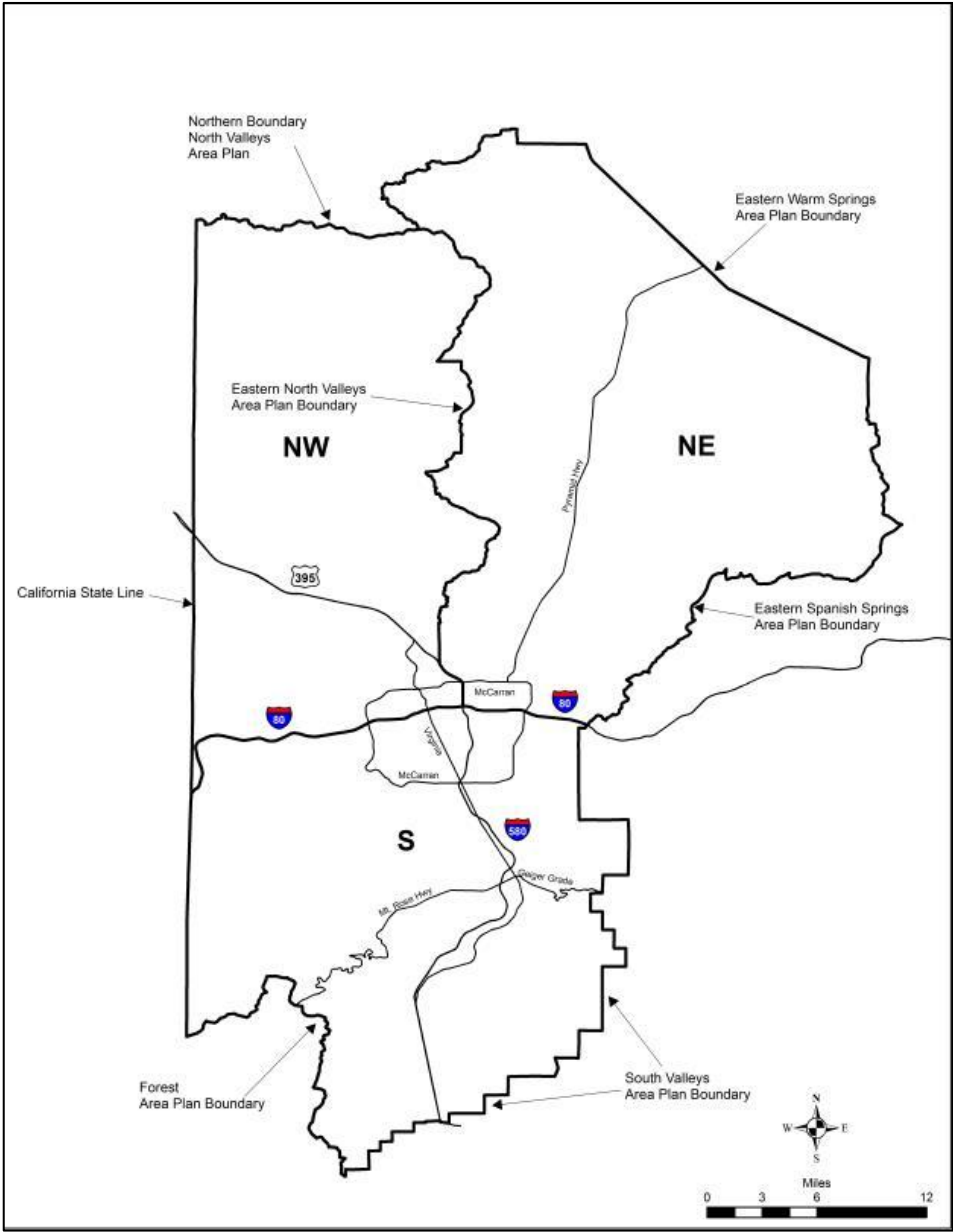 Northern Boundary
North Valleys
Area Plan
Eastern Warm Springs
Area Plan Boundary
Eastern North Valleys
Area Plan Boundary
NW
NE
Pyramid Hwy
395
California State Line
Eastern Spanish Springs
Area Plan Boundary
McCarran
80
80
Virginia
McCarran
580
S
Geiger Grade
Mt. Rose Hwy
Forest
Area Plan Boundary
South Valleys
Area Plan Boundary
N
W E
S
Miles
0 3 6 12